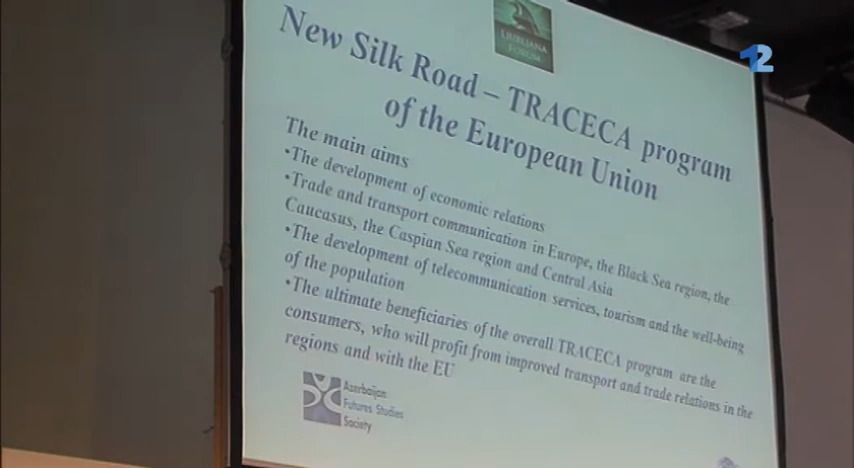 LJUBLJANA
FORUM
12
New Silk Road – TRACECA program
of the European Union
The main aims
•The development of economic relations
•Trade and transport communication in Europe, the Black Sea region, the
Caucasus, the Caspian Sea region and Central Asia
•The development of telecommunication services, tourism and the well-being
of the population
•The ultimate beneficiaries of the overall TRACECA program are the
consumers, who will profit from improved transport and trade relations in the
regions and with the EU
Azerbaijan
Futures Studies
Society